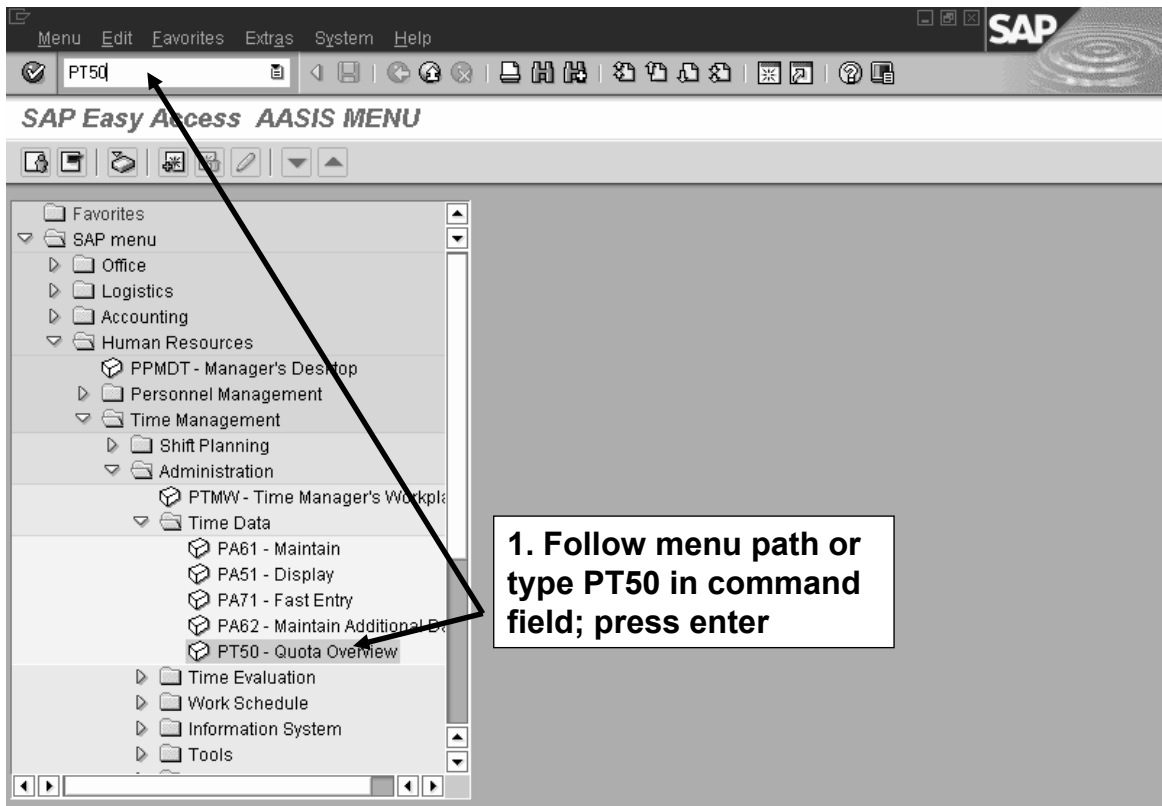 Menu Edit Favorites Extras System Help
SAP
PT50
SAP Easy Access AASIS MENU
Favorites
SAP menu
Office
Logistics
Accounting
Human Resources
PPMDT - Manager's Desktop
Personnel Management
Time Management
Shift Planning
Administration
PTMW - Time Manager's Workpla
Time Data
PA61 - Maintain
PA51 - Display
PA71 - Fast Entry
PA62 - Maintain Additional Da
PT50 - Quota Overview
Time Evaluation
Work Schedule
Information System
Tools
1. Follow menu path or
type PT50 in command
field; press enter